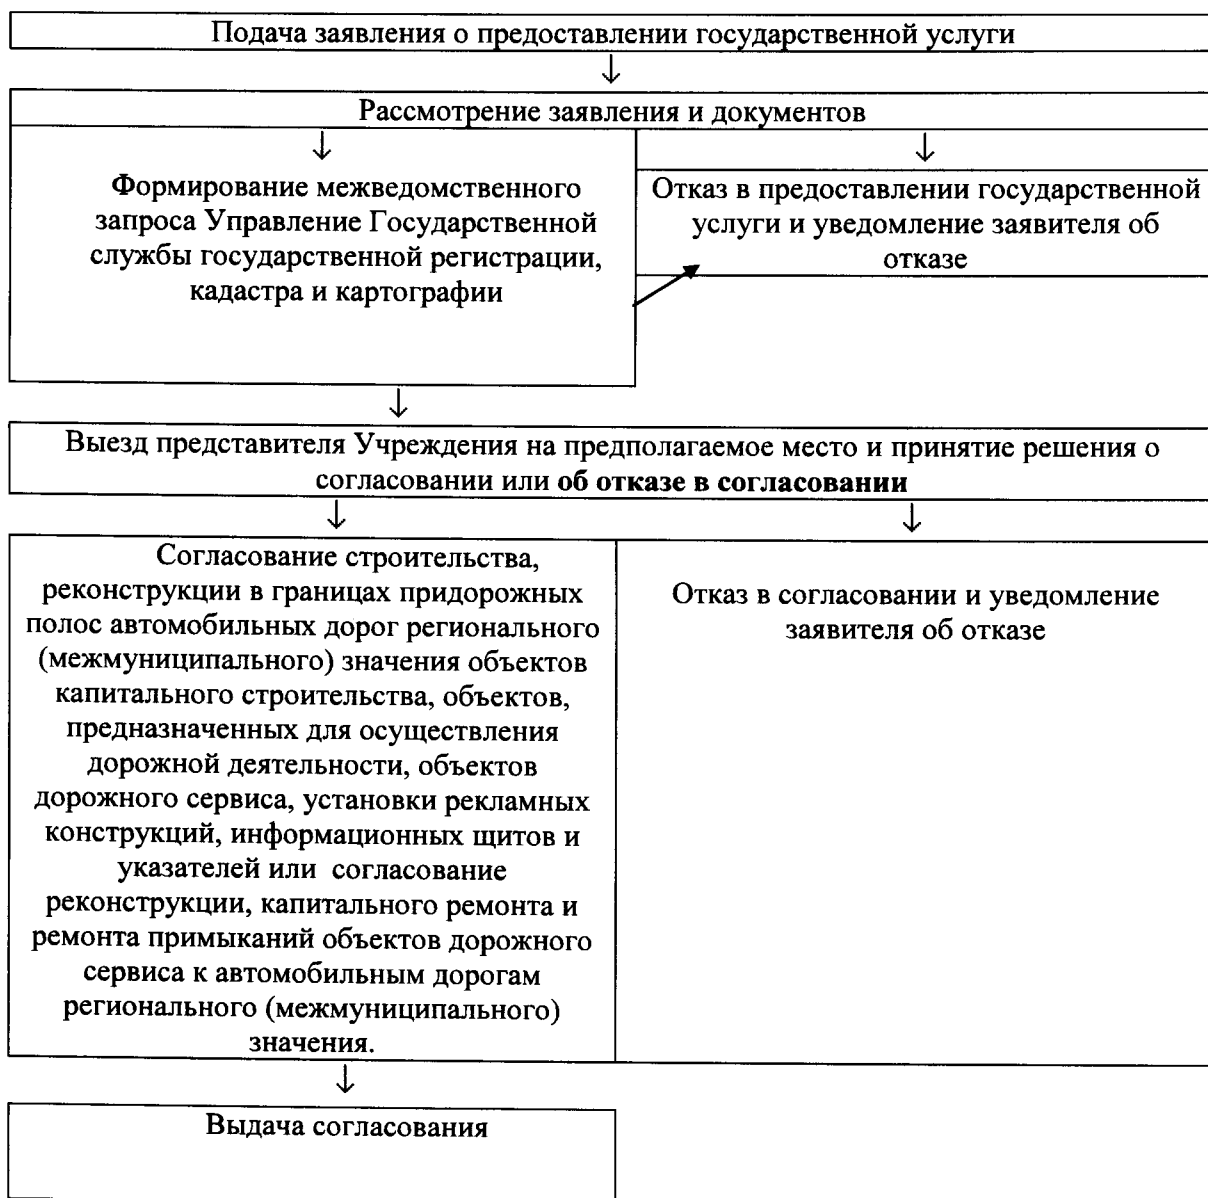 Подача заявления о предоставлении государственной услуги
Рассмотрение заявления и документов
Формирование межведомственного
запроса Управление Государственной
службы государственной регистрации,
кадастра и картографии
Отказ в предоставлении государственной
услуги и уведомление заявителя об
отказе
Выезд представителя Учреждения на предполагаемое место и принятие решения о
согласовании или об отказе в согласовании
Согласование строительства,
реконструкции в границах придорожных
полос автомобильных дорог регионального
(межмуниципального) значения объектов
капитального строительства, объектов,
предназначенных для осуществления
дорожной деятельности, объектов
дорожного сервиса, установки рекламных
конструкций, информационных щитов и
указателей или согласование
реконструкции, капитального ремонта и
ремонта примыканий объектов дорожного
сервиса к автомобильным дорогам
регионального (межмуниципального)
значения.
Отказ в согласовании и уведомление
заявителя об отказе
Выдача согласования